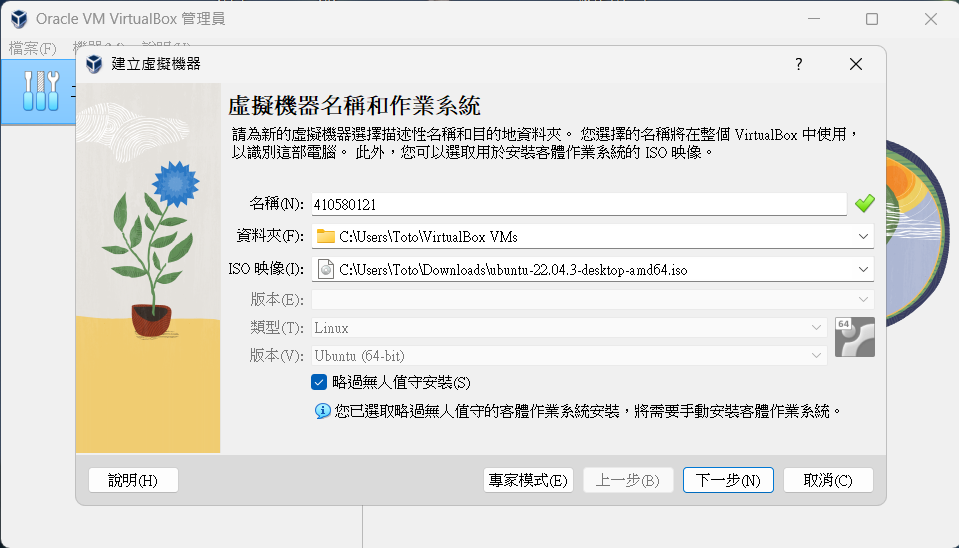 Oracle VM VirtualBox 管理員
檔案(F)
建立虛擬機器
?
虛擬機器名稱和作業系統
請為新的虛擬機器選擇描述性名稱和目的地資料夾。 您選擇的名稱將在整個 VirtualBox 中使用，
以識別這部電腦。 此外，您可以選取用於安裝客體作業系統的 ISO 映像。
名稱(N): 410580121
資料夾(F): C:\Users\Toto\VirtualBox VMs
ISO 映像(I): C:\Users\Toto\Downloads\ubuntu-22.04.3-desktop-amd64.iso
版本(E):
類型(T): Linux
64
版本(V): Ubuntu (64-bit)
略過無人值守安裝(S)
您已選取略過無人值守的客體作業系統安裝，將需要手動安裝客體作業系統。
說明(H) 專家模式(E) 上一步(B) 下一步(N) 取消(C)